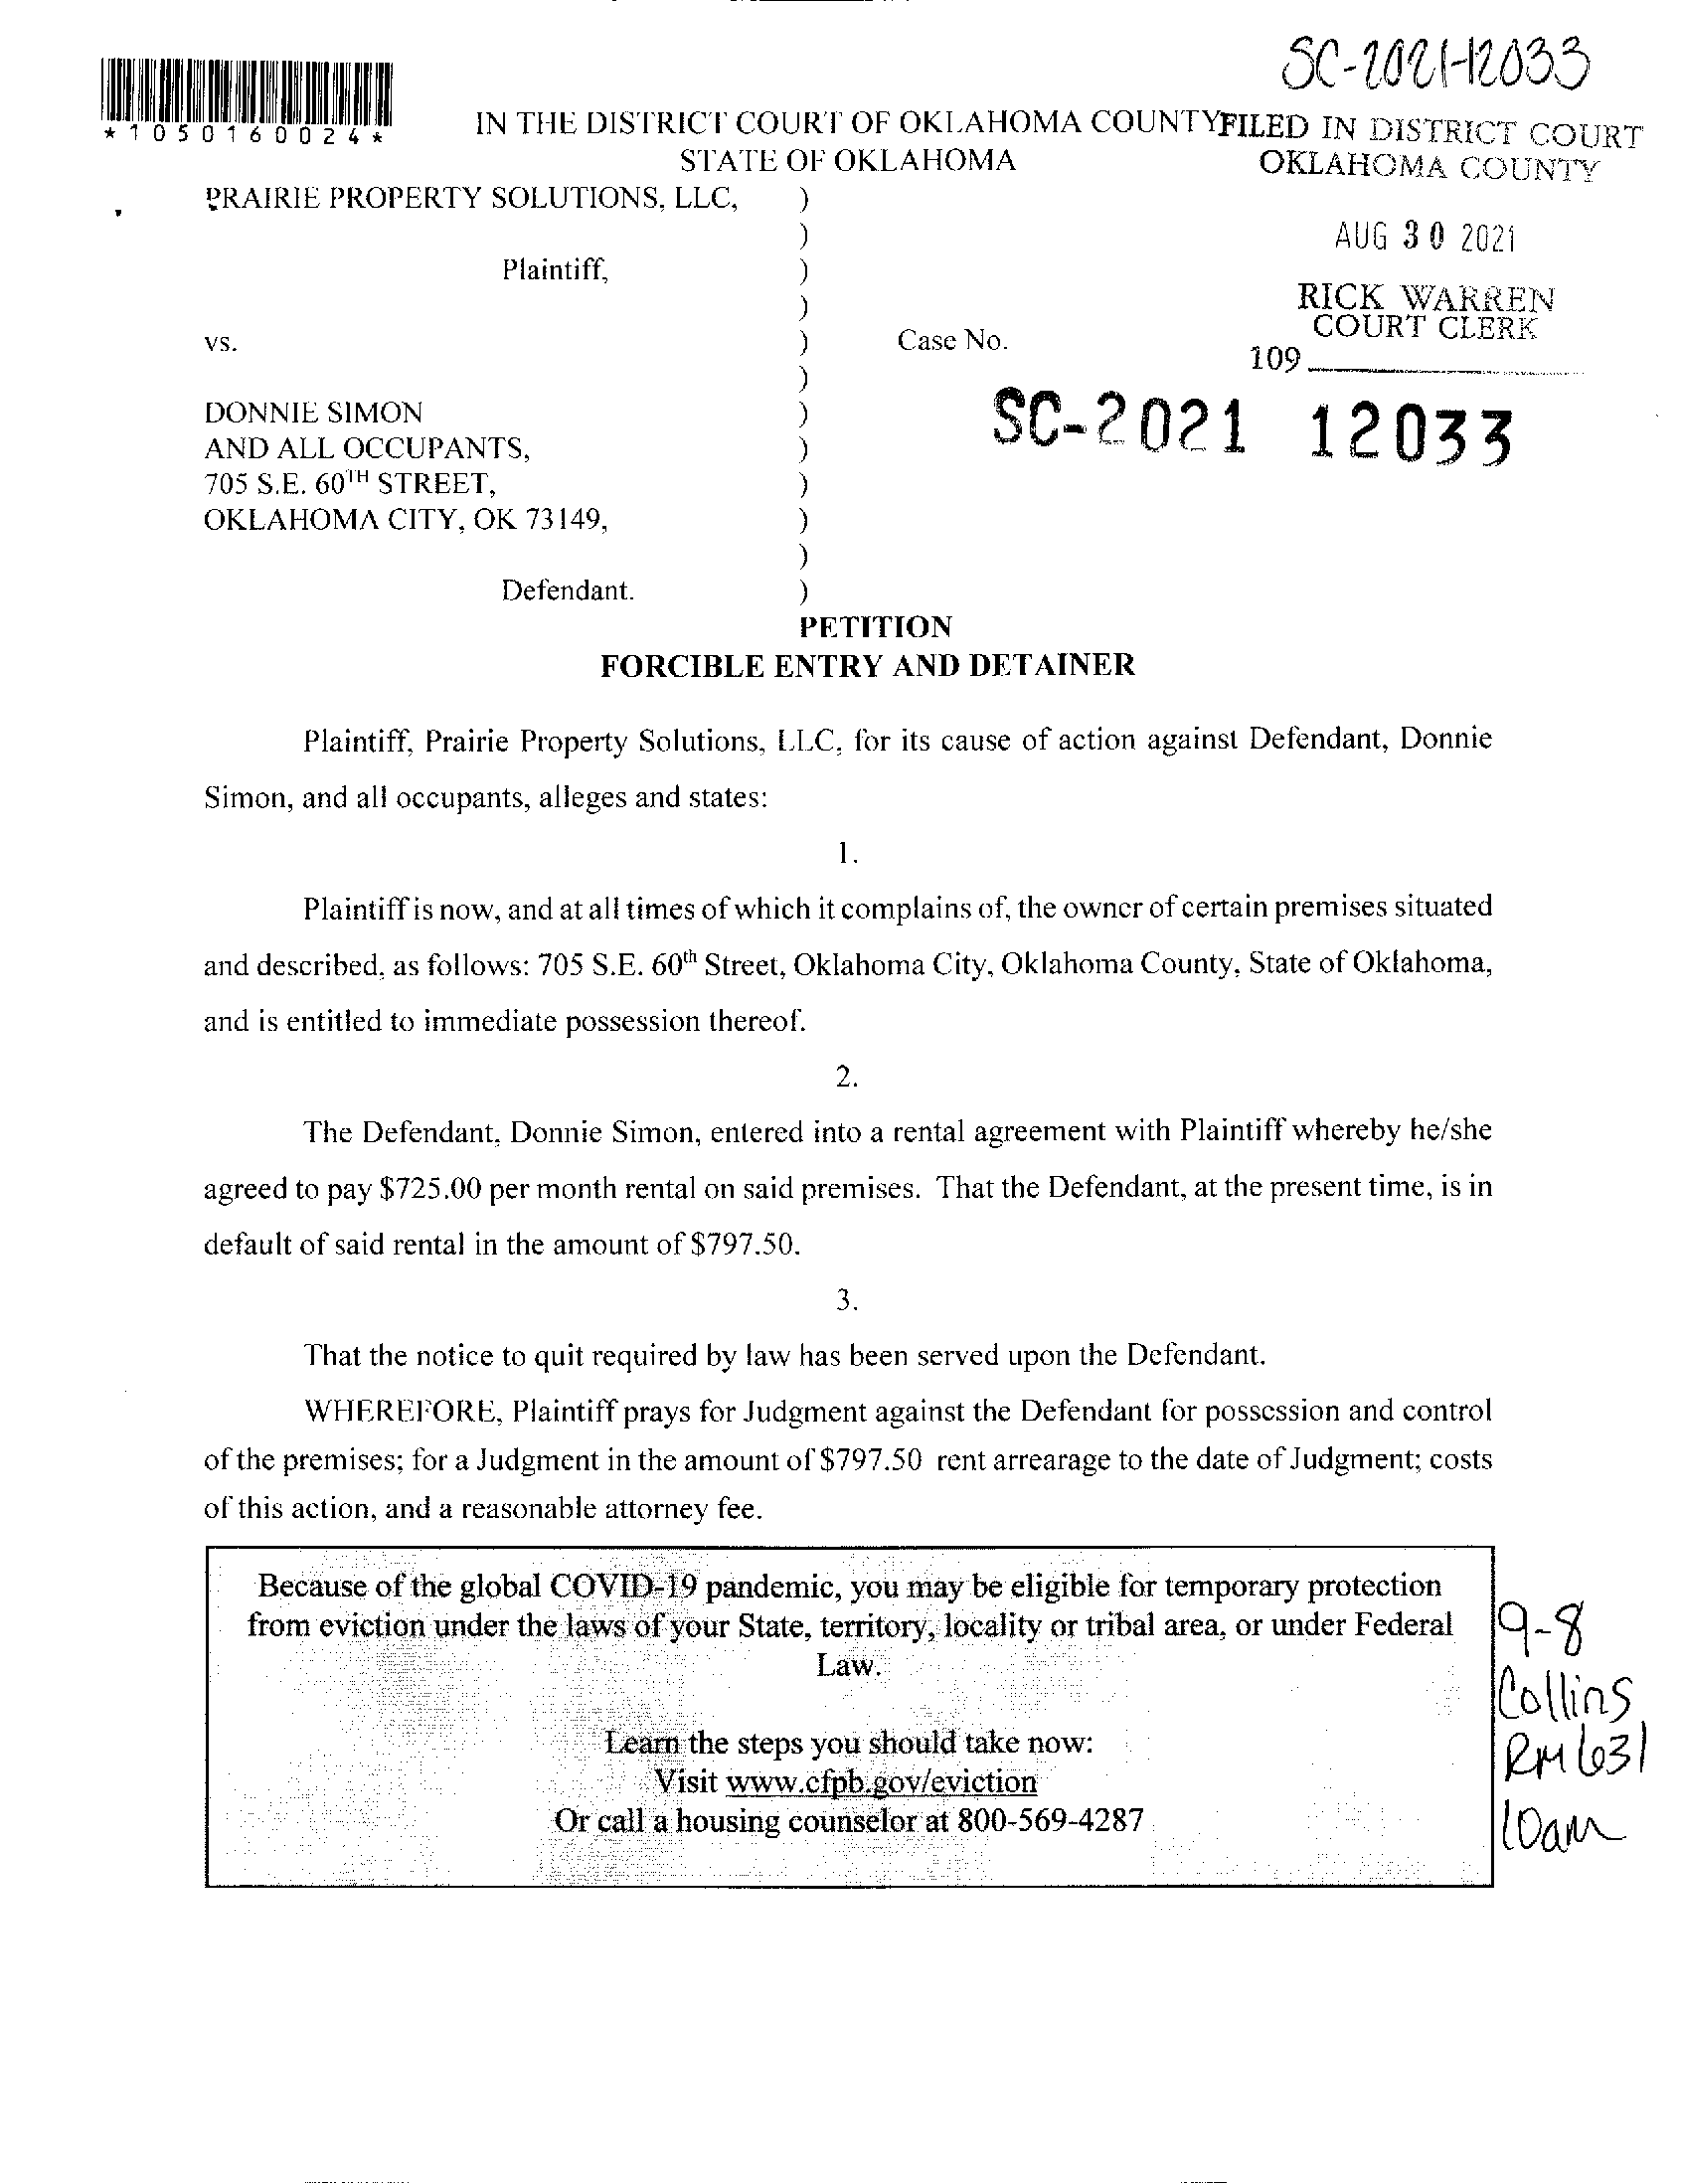 SC-2021-12033
*1050160024*
IN THE DISTRICT COURT OF OKLAHOMA COUNTY
STATE OF OKLAHOMA
FILED IN DISTRICT COURT
OKLAHOMA COUNTY
AUG 30 2021
RICK WARREN
COURT CLERK
109
PRAIRIE PROPERTY SOLUTIONS, LLC, )
)
Plaintiff, )
)
vs. ) Case No.
)
DONNIE SIMON ) SC-2021 12033
AND ALL OCCUPANTS, )
705 S.E. 60TH STREET, )
OKLAHOMA CITY, OK 73149, )
)
Defendant. )
PETITION
FORCIBLE ENTRY AND DETAINER
Plaintiff, Prairie Property Solutions, LLC, for its cause of action against Defendant, Donnie
Simon, and all occupants, alleges and states:
1.
Plaintiff is now, and at all times of which it complains of, the owner of certain premises situated
and described, as follows: 705 S.E. 60th Street, Oklahoma City, Oklahoma County, State of Oklahoma,
and is entitled to immediate possession thereof.
2.
The Defendant, Donnie Simon, entered into a rental agreement with Plaintiff whereby he/she
agreed to pay $725.00 per month rental on said premises. That the Defendant, at the present time, is in
default of said rental in the amount of $797.50.
3.
That the notice to quit required by law has been served upon the Defendant.
WHEREFORE, Plaintiff prays for Judgment against the Defendant for possession and control
of the premises; for a Judgment in the amount of $797.50 rent arrearage to the date of Judgment; costs
of this action, and a reasonable attorney fee.
Because of the global COVID-19 pandemic, you may be eligible for temporary protection
from eviction under the laws of your State, territory, locality or tribal area, or under Federal
Law.
Learn the steps you should take now:
Visit www.cfpb.gov/eviction
Or call a housing counselor at 800-569-4287
9-8
Collins
RM 631
10am